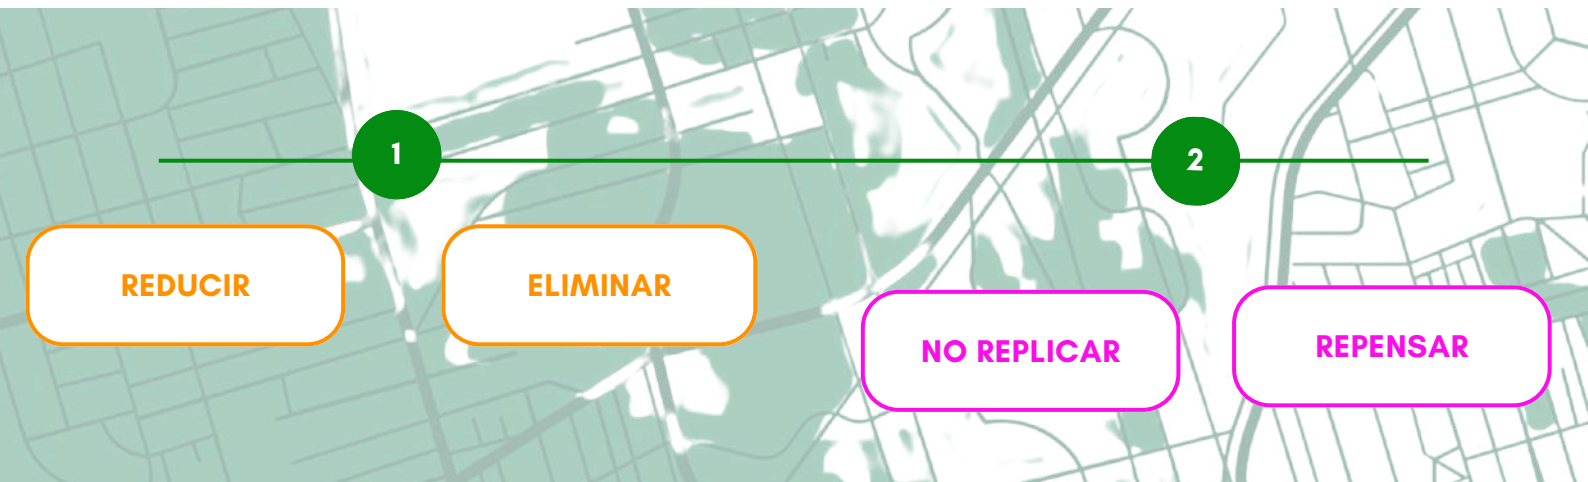 1
2
REDUCIR
ELIMINAR
NO REPLICAR
REPENSAR